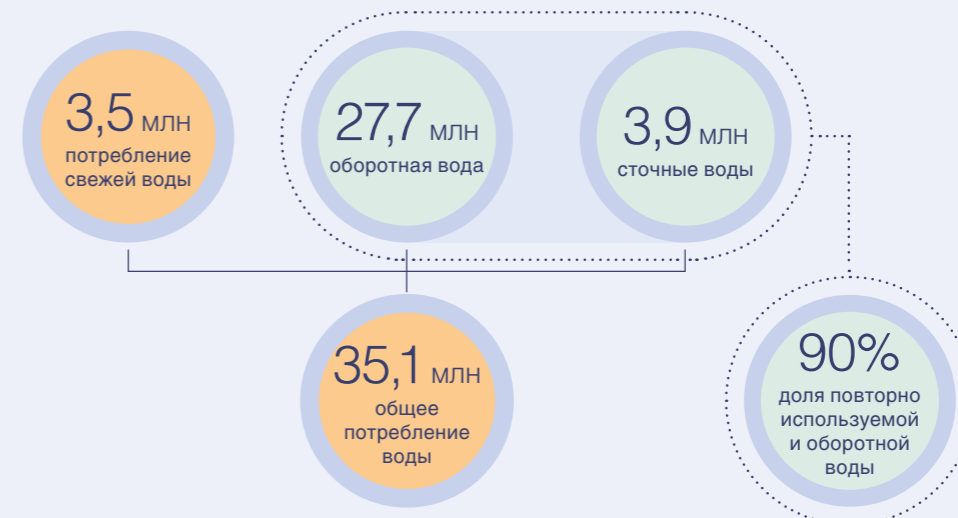 3,5 МЛН
потребление
свежей воды
27,7 МЛН
оборотная вода
3,9 МЛН
сточные воды
35,1 МЛН
общее
потребление
воды
90%
доля повторно
используемой
и оборотной
воды